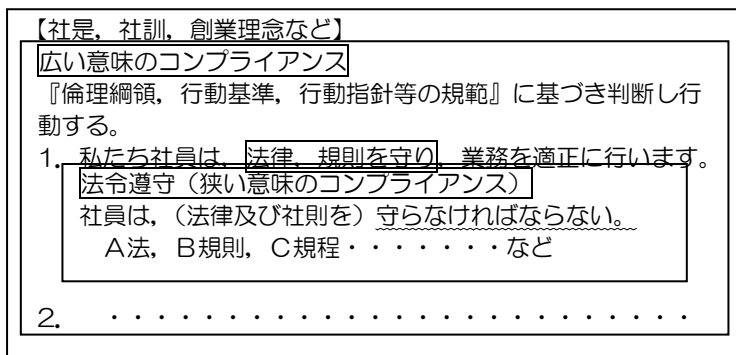 【社是，社訓，創業理念など】
広い意味のコンプライアンス
『倫理綱領，行動基準，行動指針等の規範』に基づき判断し行
動する。
1．私たち社員は，法律，規則を守り，業務を適正に行います。
法令遵守（狭い意味のコンプライアンス）
社員は，（法律及び社則を）守らなければならない。
A法，B規則，C規程・・・・・・・など
2．　・・・・・・・・・・・・・・・・・・・・・・・・・